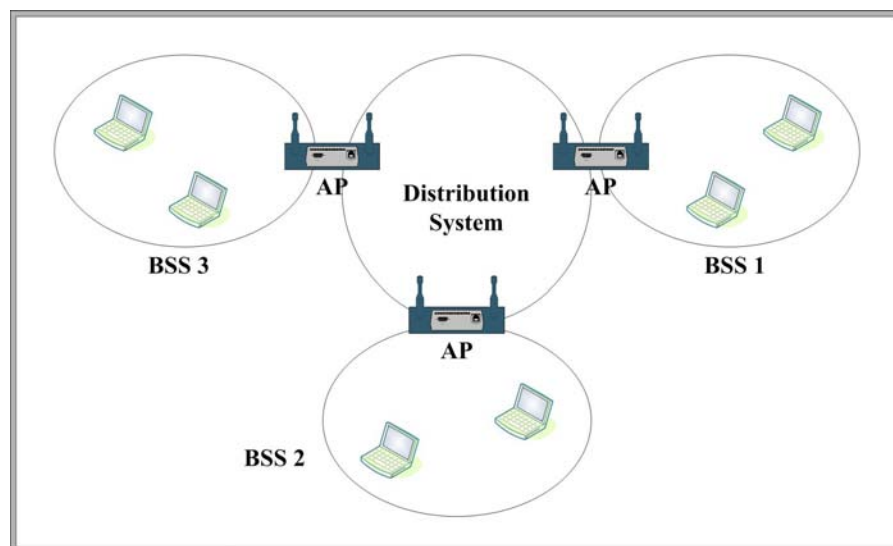 AP
AP
Distribution
System
BSS 3
BSS 1
AP
BSS 2